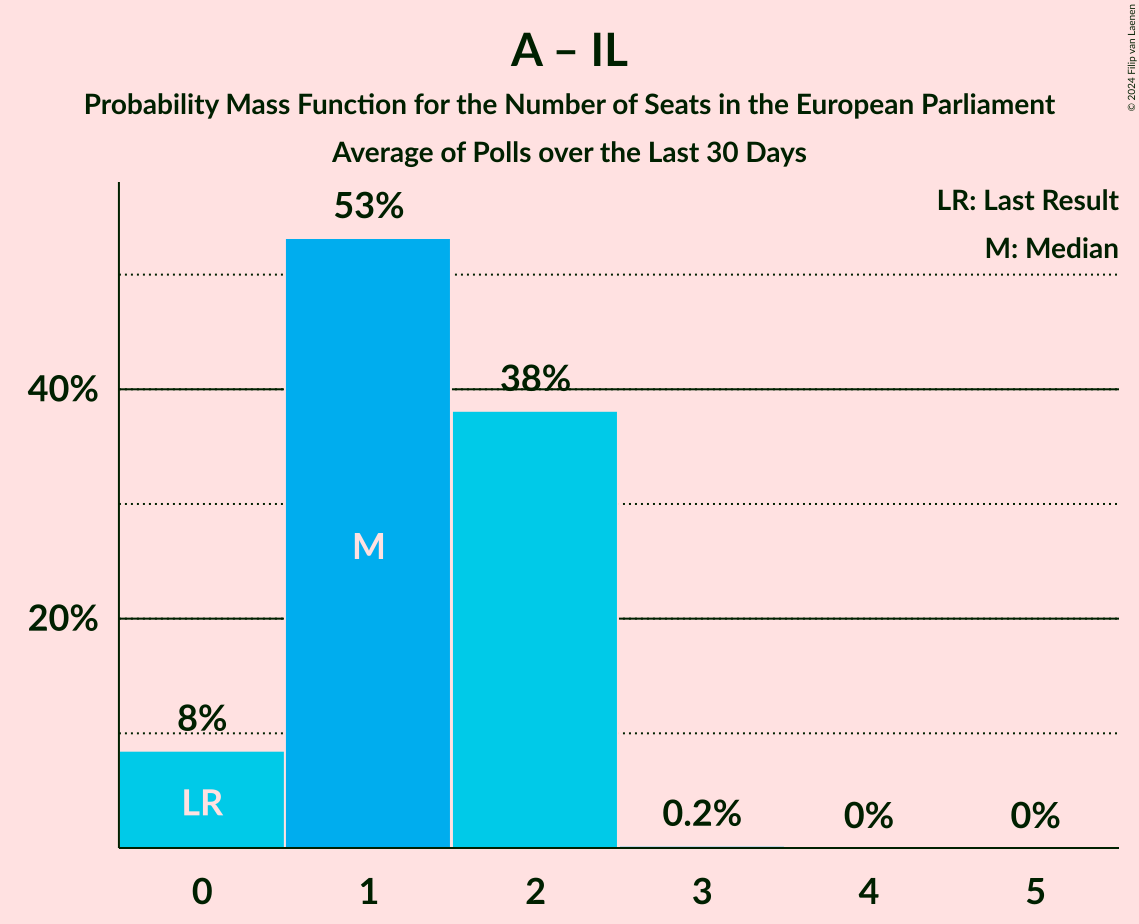 A – IL
Probability Mass Function for the Number of Seats in the European Parliament
Average of Polls over the Last 30 Days
© 2024 Filip van Laenen
LR: Last Result
M: Median
53%
40%
38%
20%
M
8%
LR
0.2%
0%
0%
0 1 2 3 4 5